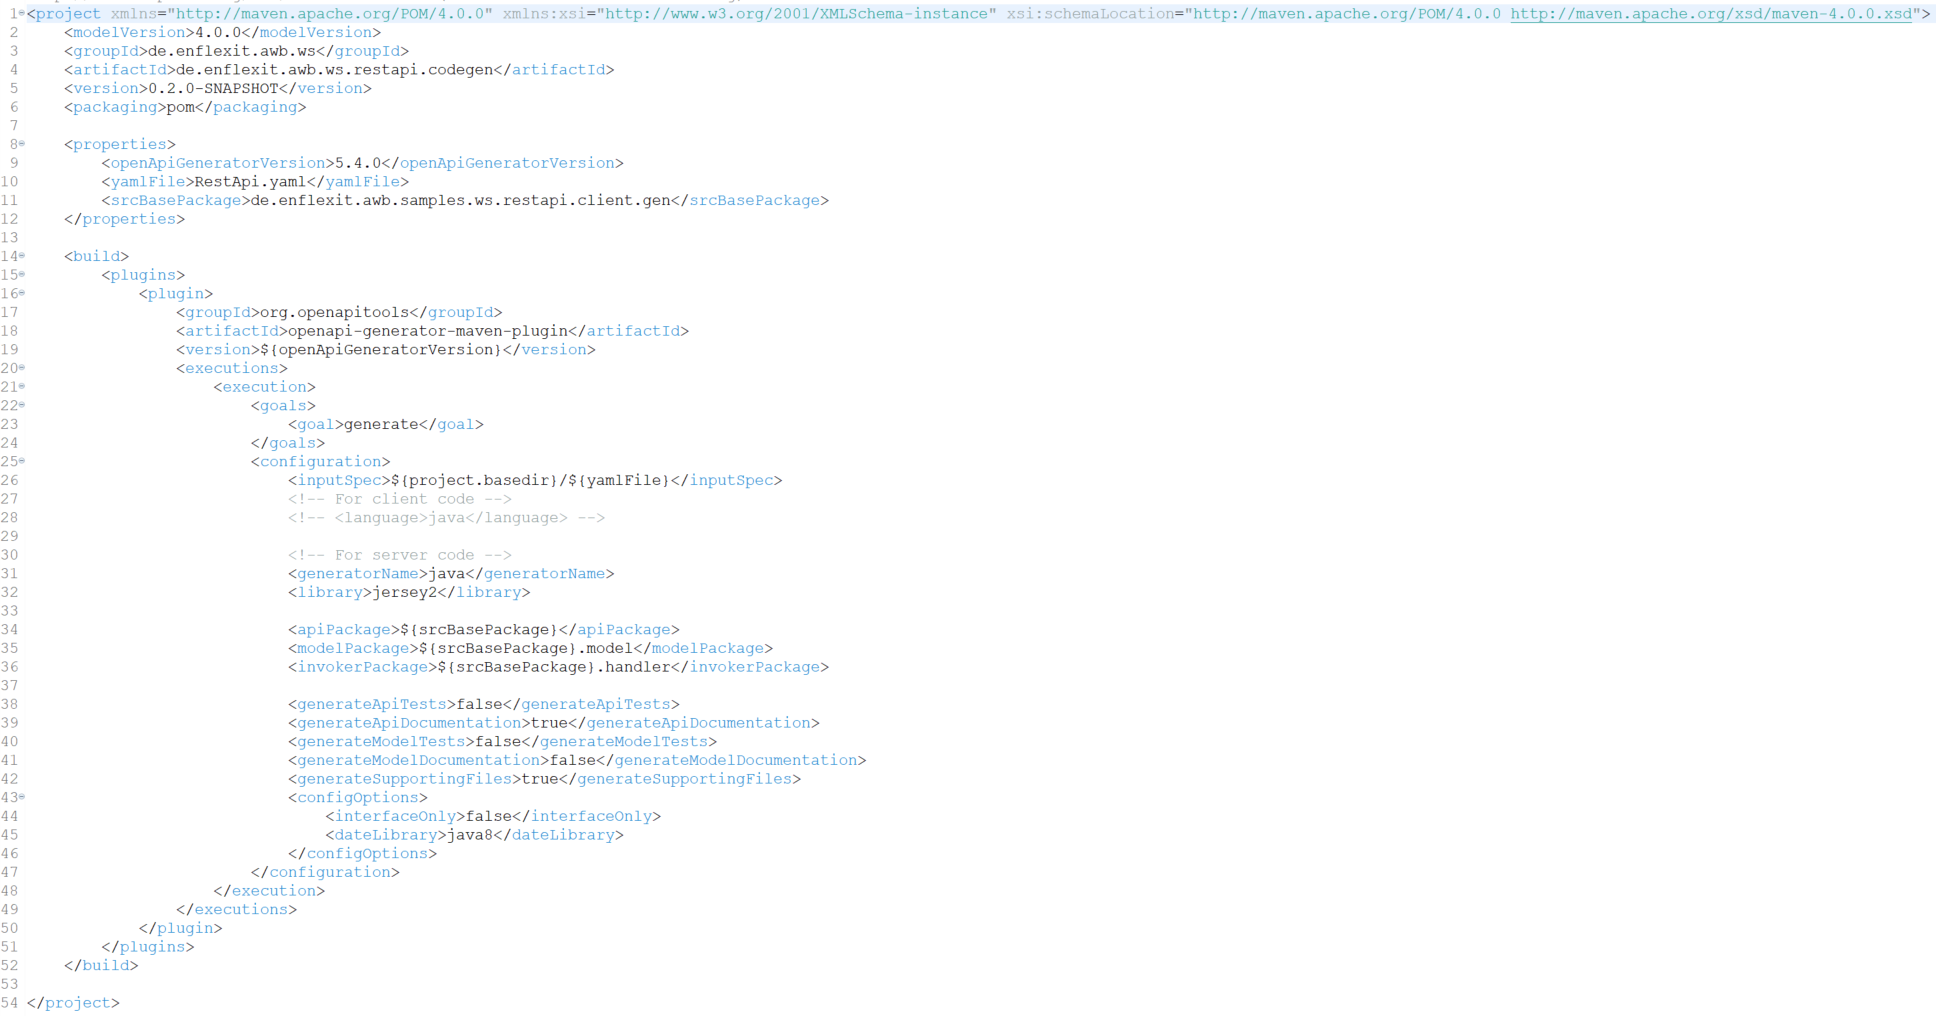 1 <project xmlns="http://maven.apache.org/POM/4.0.0" xmlns:xsi="http://www.w3.org/2001/XMLSchema-instance" xsi:schemaLocation="http://maven.apache.org/POM/4.0.0 http://maven.apache.org/xsd/maven-4.0.0.xsd">
2     <modelVersion>4.0.0</modelVersion>
3     <groupId>de.enflexit.awb.ws</groupId>
4     <artifactId>de.enflexit.awb.ws.restapi.codegen</artifactId>
5     <version>0.2.0-SNAPSHOT</version>
6     <packaging>pom</packaging>
7
8     <properties>
9         <openApiGeneratorVersion>5.4.0</openApiGeneratorVersion>
10         <yamlFile>RestApi.yaml</yamlFile>
11         <srcBasePackage>de.enflexit.awb.samples.ws.restapi.client.gen</srcBasePackage>
12     </properties>
13
14     <build>
15         <plugins>
16             <plugin>
17                 <groupId>org.openapitools</groupId>
18                 <artifactId>openapi-generator-maven-plugin</artifactId>
19                 <version>${openApiGeneratorVersion}</version>
20                 <executions>
21                     <execution>
22                         <goals>
23                             <goal>generate</goal>
24                         </goals>
25                         <configuration>
26                             <inputSpec>${project.basedir}/${yamlFile}</inputSpec>
27                             <!-- For client code -->
28                             <!-- <language>java</language> -->
29
30                             <!-- For server code -->
31                             <generatorName>java</generatorName>
32                             <library>jersey2</library>
33
34                             <apiPackage>${srcBasePackage}</apiPackage>
35                             <modelPackage>${srcBasePackage}.model</modelPackage>
36                             <invokerPackage>${srcBasePackage}.handler</invokerPackage>
37
38                             <generateApiTests>false</generateApiTests>
39                             <generateApiDocumentation>true</generateApiDocumentation>
40                             <generateModelTests>false</generateModelTests>
41                             <generateModelDocumentation>false</generateModelDocumentation>
42                             <generateSupportingFiles>true</generateSupportingFiles>
43                             <configOptions>
44                                 <interfaceOnly>false</interfaceOnly>
45                                 <dateLibrary>java8</dateLibrary>
46                             </configOptions>
47                         </configuration>
48                     </execution>
49                 </executions>
50             </plugin>
51         </plugins>
52     </build>
53
54 </project>